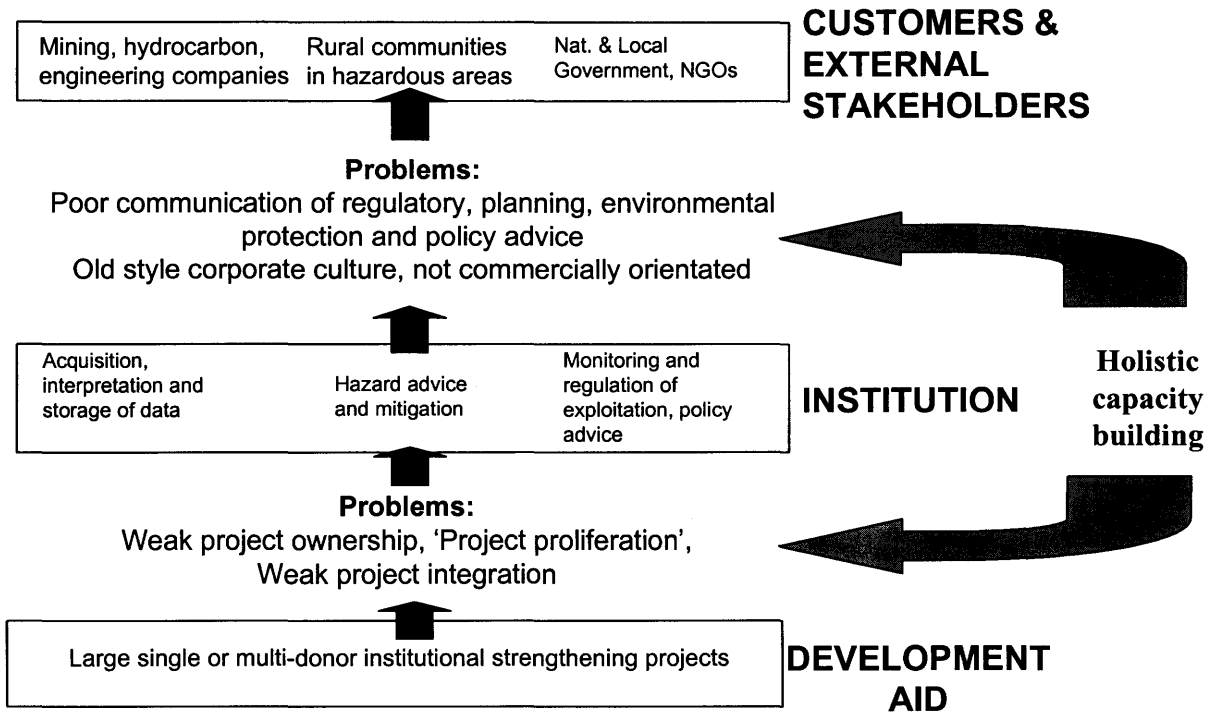 Mining, hydrocarbon,
engineering companies
Rural communities
in hazardous areas
Nat. & Local
Government, NGOs
CUSTOMERS &
EXTERNAL
STAKEHOLDERS
Problems:
Poor communication of regulatory, planning, environmental
protection and policy advice
Old style corporate culture, not commercially orientated
Acquisition,
interpretation and
storage of data
Hazard advice
and mitigation
Monitoring and
regulation of
exploitation, policy
advice
INSTITUTION
Holistic
capacity
building
Problems:
Weak project ownership, ‘Project proliferation’,
Weak project integration
Large single or multi-donor institutional strengthening projects
DEVELOPMENT
AID